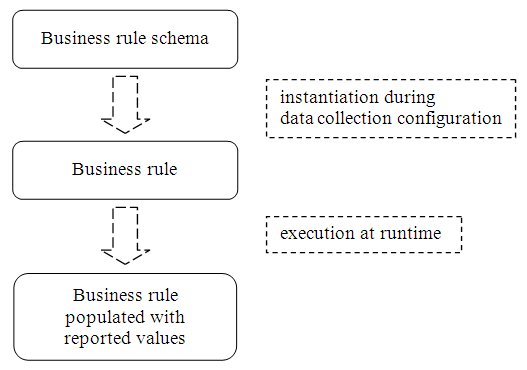 Business rule schema
instantiation during
data collection configuration
Business rule
execution at runtime
Business rule
populated with
reported values